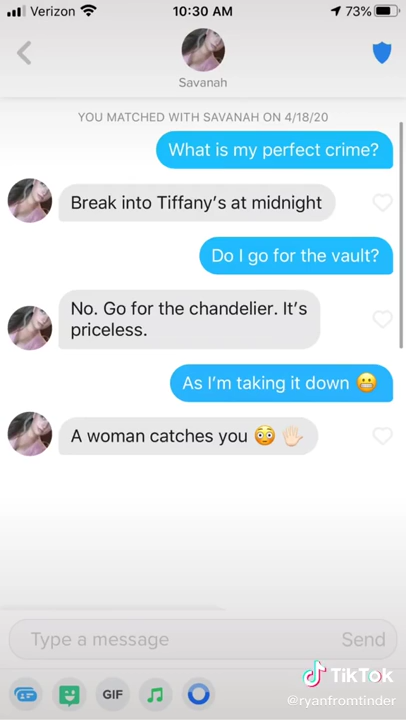 Verizon 10:30 AM 73%
Savanah
YOU MATCHED WITH SAVANAH ON 4/18/20
What is my perfect crime?
Break into Tiffany's at midnight
Do I go for the vault?
No. Go for the chandelier. It's
priceless.
As I'm taking it down 😬
A woman catches you 😳 🖐🏻
Type a message Send
GIF
TikTok
@ryanfromtinder